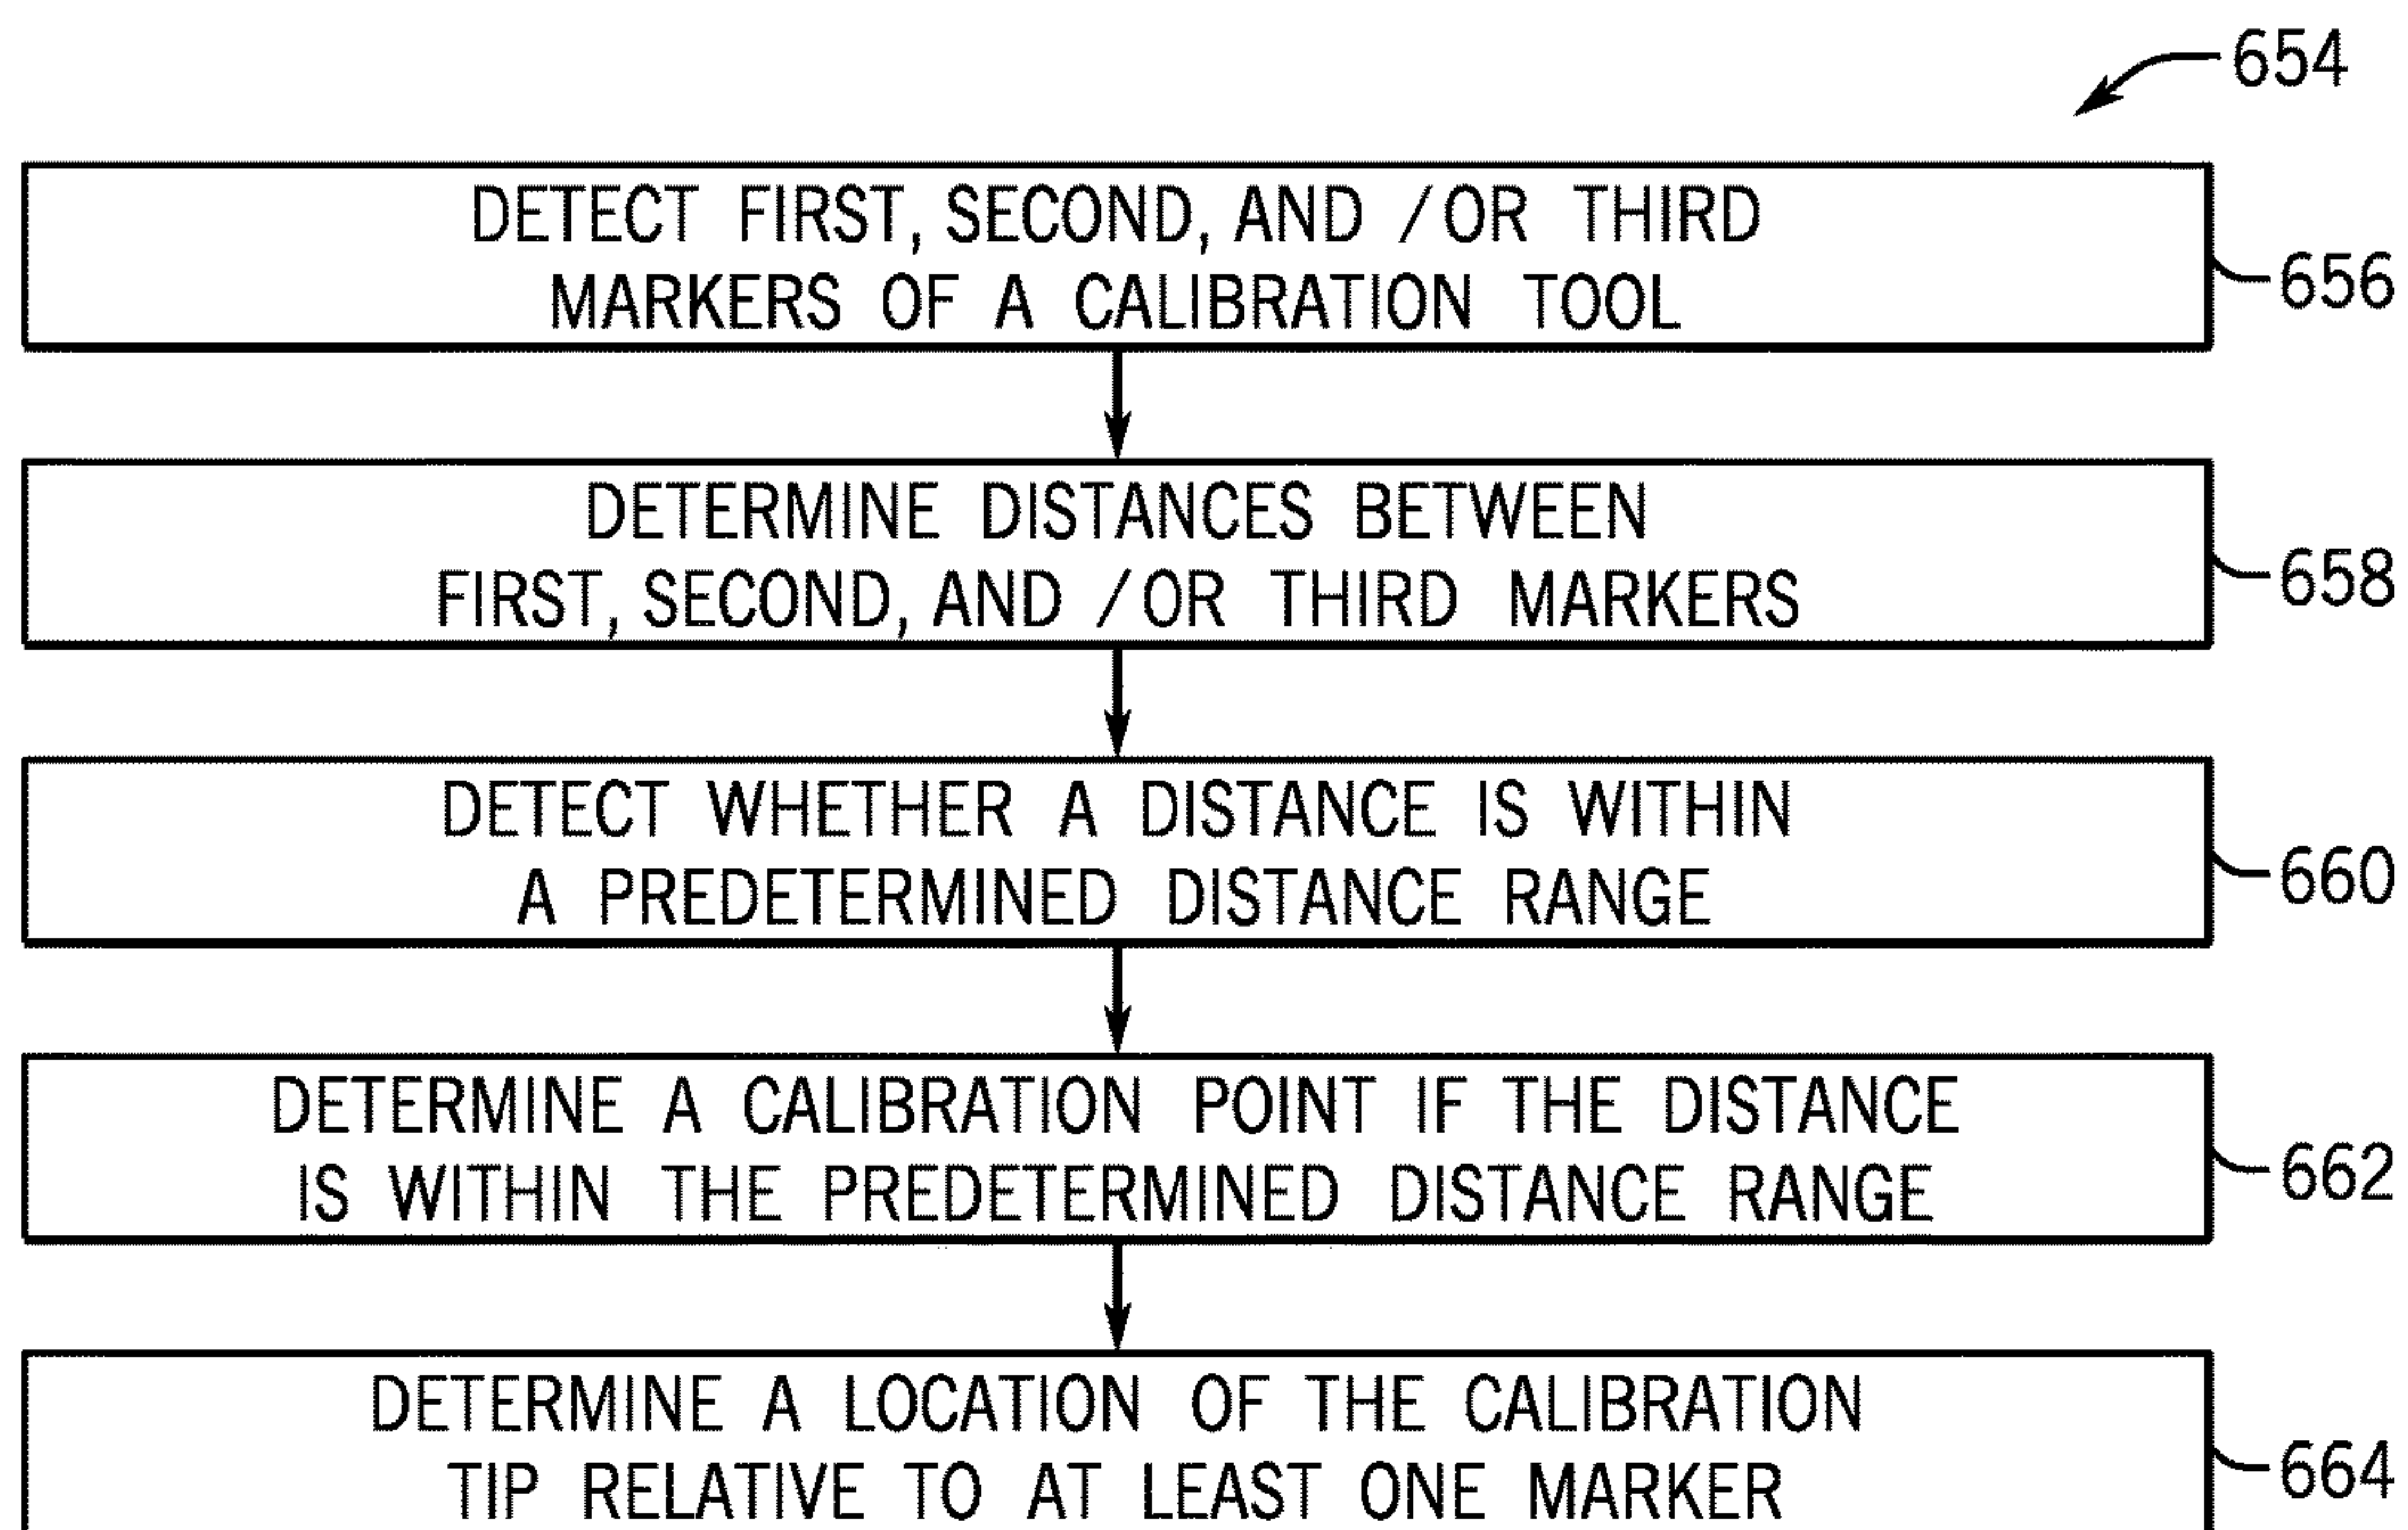 654
DETECT FIRST, SECOND, AND /OR THIRD
MARKERS OF A CALIBRATION TOOL
656
DETERMINE DISTANCES BETWEEN
FIRST, SECOND, AND /OR THIRD MARKERS
658
DETECT WHETHER A DISTANCE IS WITHIN
A PREDETERMINED DISTANCE RANGE
660
DETERMINE A CALIBRATION POINT IF THE DISTANCE
IS WITHIN THE PREDETERMINED DISTANCE RANGE
662
DETERMINE A LOCATION OF THE CALIBRATION
TIP RELATIVE TO AT LEAST ONE MARKER
664